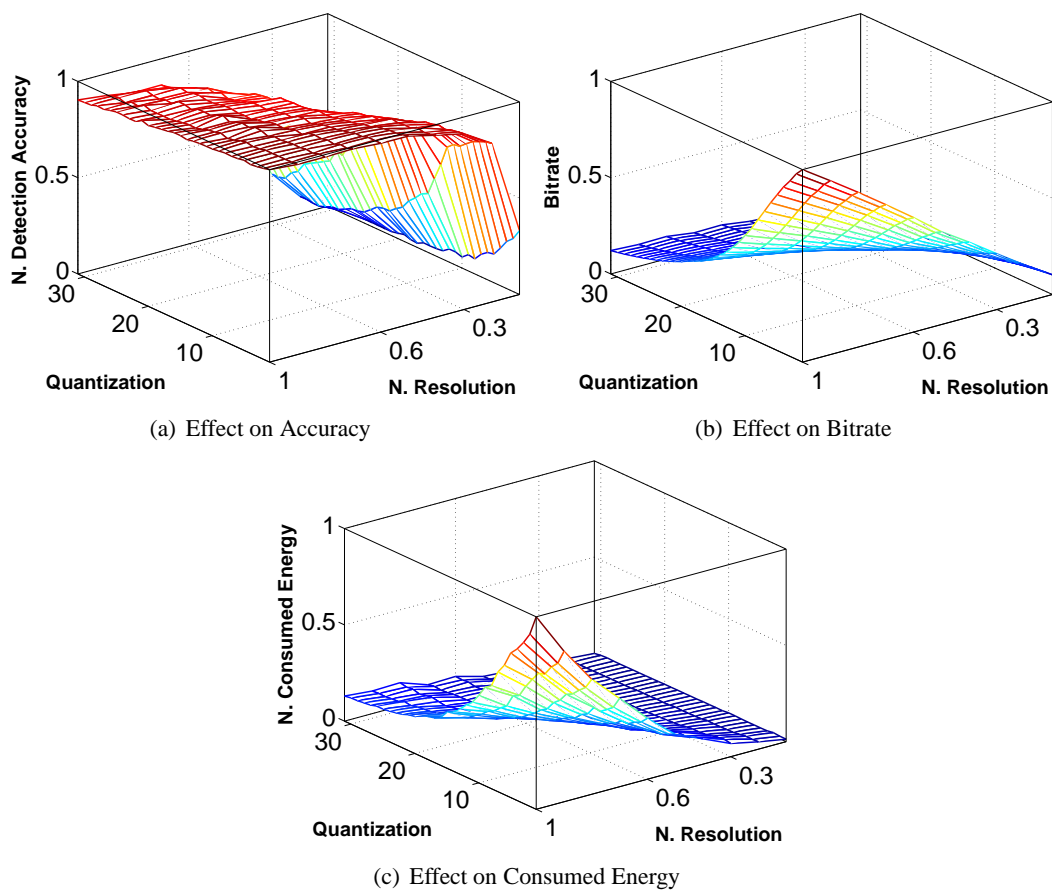 N. Detection Accuracy
1
0.5
0
30
20
10
1
0.6
0.3
Quantization
N. Resolution
(a) Effect on Accuracy
Bitrate
1
0.5
0
30
20
10
1
0.6
0.3
Quantization
N. Resolution
(b) Effect on Bitrate
N. Consumed Energy
1
0.5
0
30
20
10
1
0.6
0.3
Quantization
N. Resolution
(c) Effect on Consumed Energy